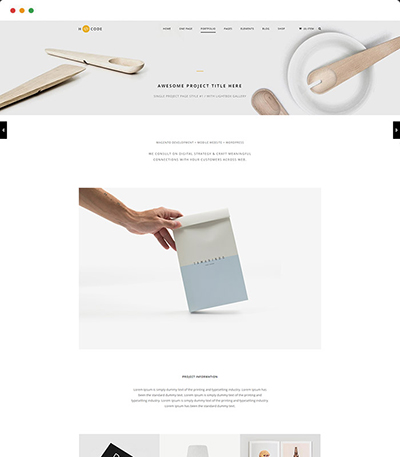 H CODE
HOME ONE PAGE PORTFOLIO PAGES ELEMENTS BLOG SHOP
AWESOME PROJECT TITLE HERE
SINGLE PROJECT PAGE STYLE #1 / WITH LIGHTBOX GALLERY
MAGENTO DEVELOPMENT / MOBILE WEBSITE / WORDPRESS
WE CONSULT ON DIGITAL STRATEGY & CRAFT MEANINGFUL
CONNECTIONS WITH YOUR CUSTOMERS ACROSS WEB.
PROJECT INFORMATION
Lorem Ipsum is simply dummy text of the printing and typesetting industry. Lorem Ipsum has
been the standard dummy text. Lorem Ipsum is simply dummy text of the printing and
typesetting industry. Lorem Ipsum is simply dummy text of the printing and typesetting
industry. Lorem Ipsum has been the standard dummy text.